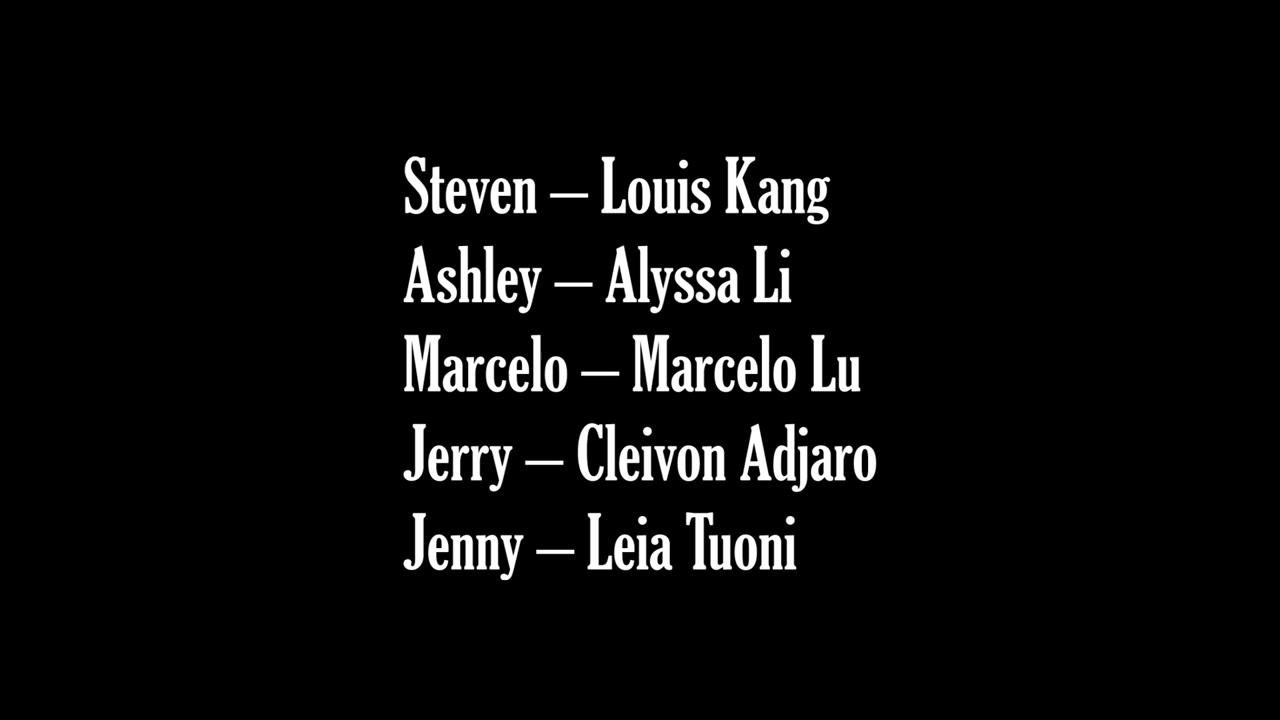 Steven – Louis Kang
Ashley – Alyssa Li
Marcelo – Marcelo Lu
Jerry – Cleivon Adjaro
Jenny – Leia Tuoni